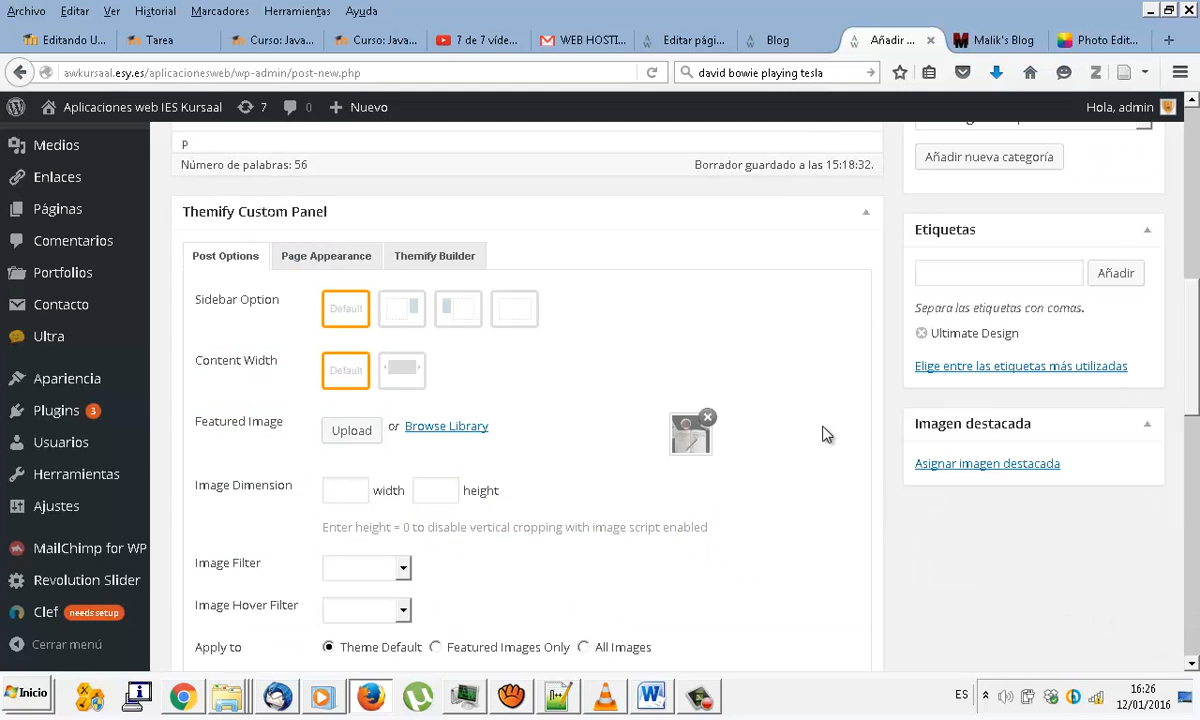 Archivo Editar Ver Historial Marcadores Herramientas Ayuda
Editando U...
Tarea
Curso: Java...
Curso: Java...
7 de 7 víde...
WEB HOSTI...
Editar pági...
Blog
Añadir ...
Malik's Blog
Photo Edit...
awkursaal.esy.es/aplicacionesweb/wp-admin/post-new.php
david bowie playing tesla
Aplicaciones web IES Kursaal 7 0 Nuevo
Hola, admin
Medios
Enlaces
Páginas
Comentarios
Portfolios
Contacto
Ultra
Apariencia
Plugins 3
Usuarios
Herramientas
Ajustes
MailChimp for WP
Revolution Slider
Clef needs setup
Cerrar menú
p
Número de palabras: 56
Borrador guardado a las 15:18:32.
Themify Custom Panel
Post Options Page Appearance Themify Builder
Sidebar Option
Default
Content Width
Default
Featured Image
Upload or Browse Library
Image Dimension
width height
Enter height = 0 to disable vertical cropping with image script enabled
Image Filter
Image Hover Filter
Apply to
Theme Default Featured Images Only All Images
Añadir nueva categoría
Etiquetas
Añadir
Separa las etiquetas con comas.
Ultimate Design
Elige entre las etiquetas más utilizadas
Imagen destacada
Asignar imagen destacada
Inicio
ES
16:26
12/01/2016